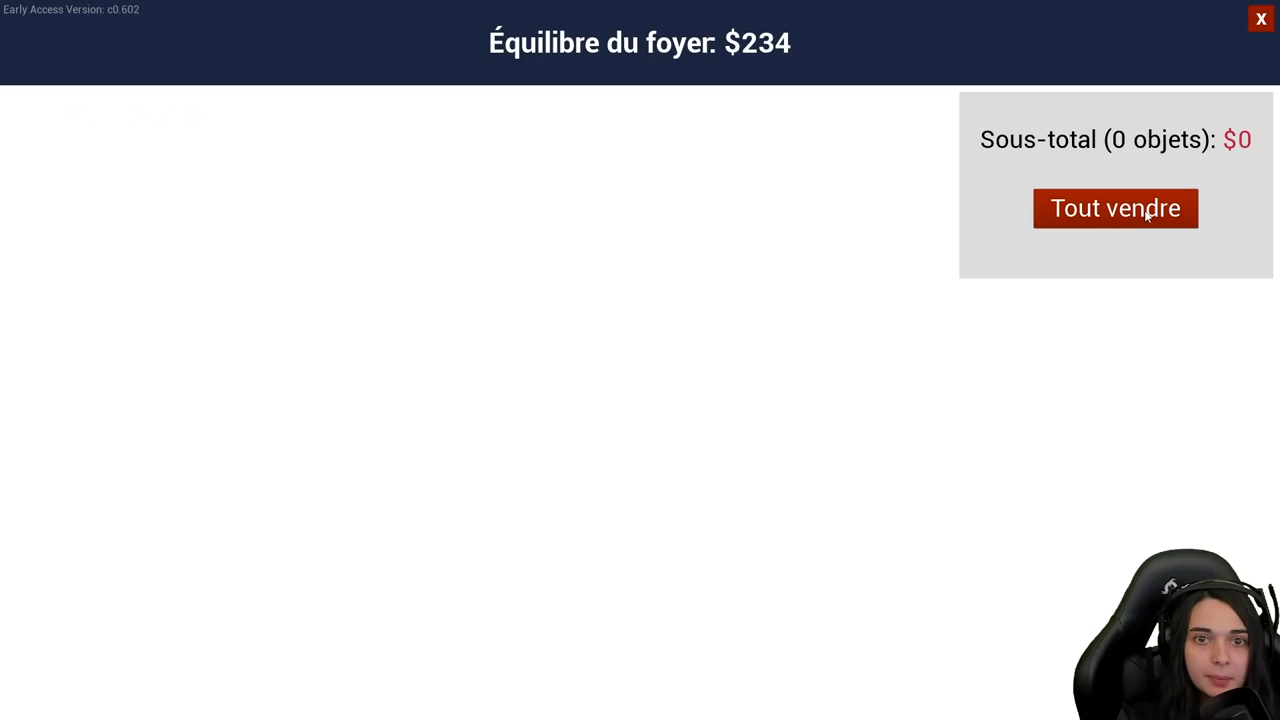 Early Access Version: c0.602
Équilibre du foyer: $234
X
Sous-total (0 objets): $0
Tout vendre